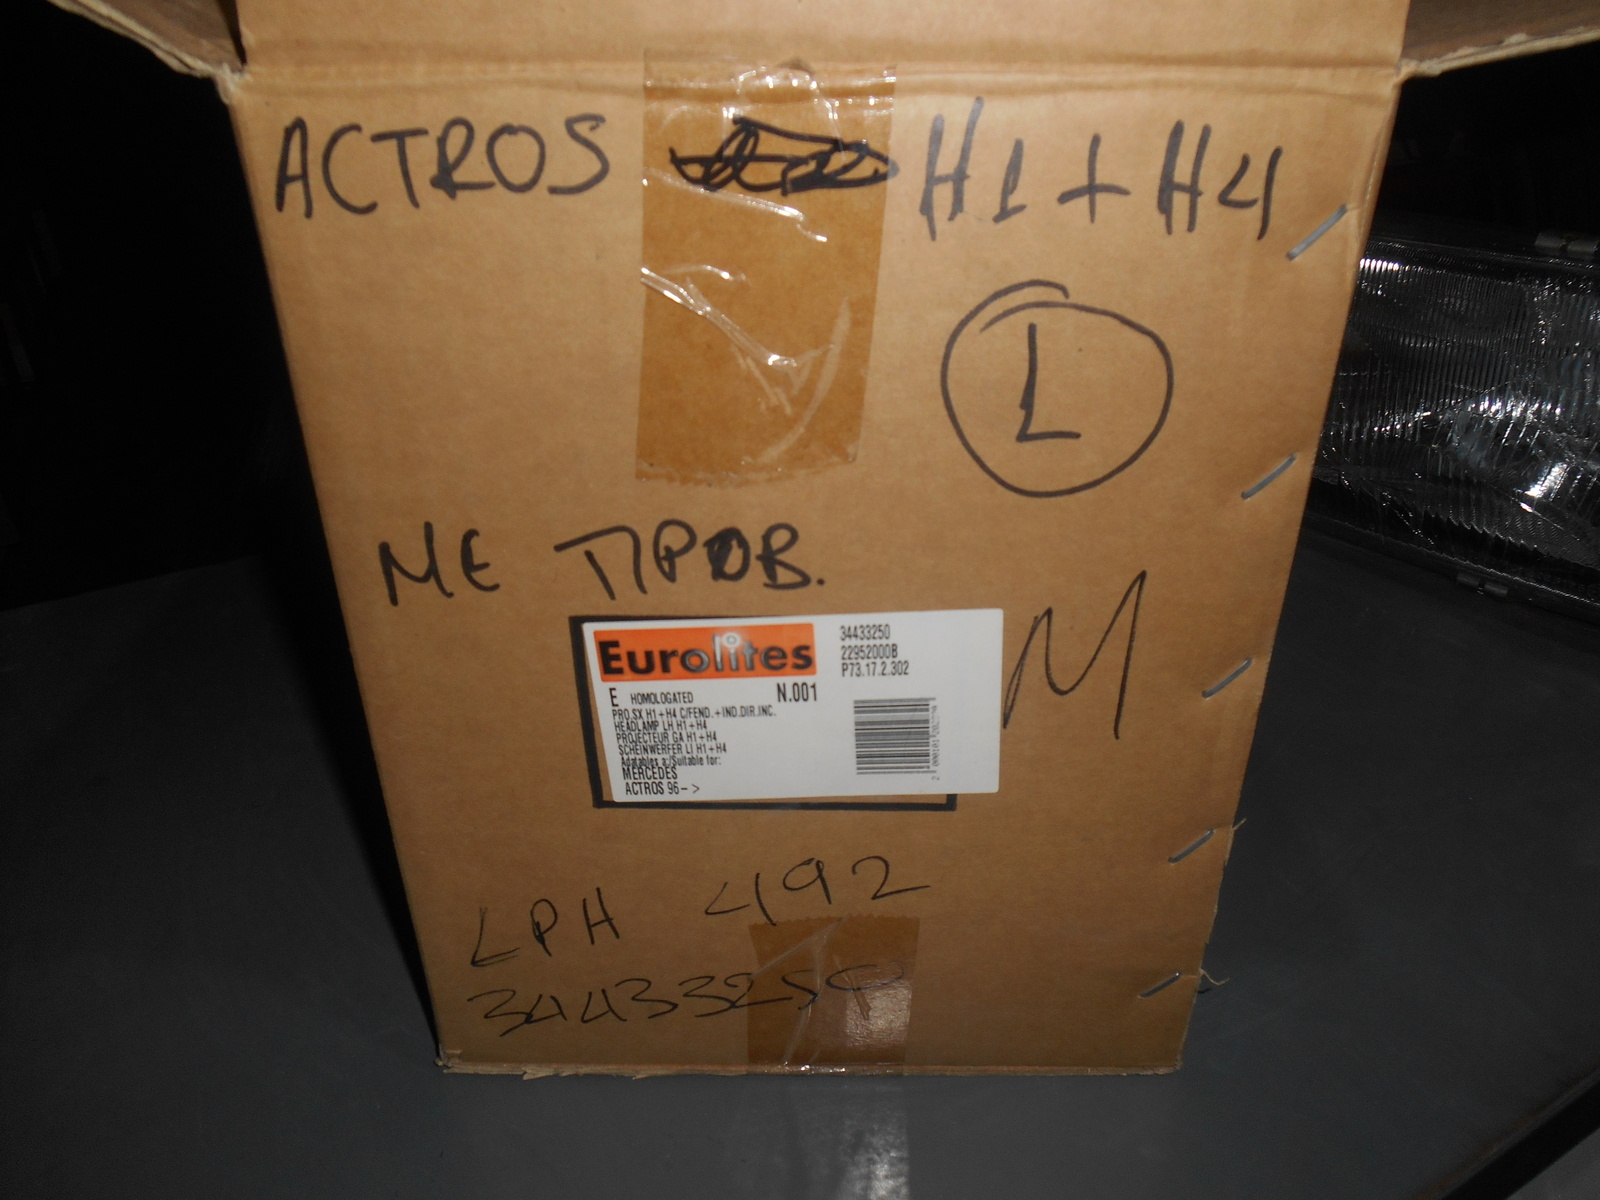 ACTROS H1+H4
L
ΜΕ ΠΡΟΒ.
M
Eurolites
34433250
22952000B
P73.17.2.302
E HOMOLOGATED N.001
PRO.SX H1+H4 C/FEND.+IND.DIR.INC.
HEADLAMP LH H1+H4
PROJECTEUR GA H1+H4
SCHEINWERFER LI H1+H4
Adatables a:/Suitable for:
MERCEDES
ACTROS 96->
LPH 492
34433250